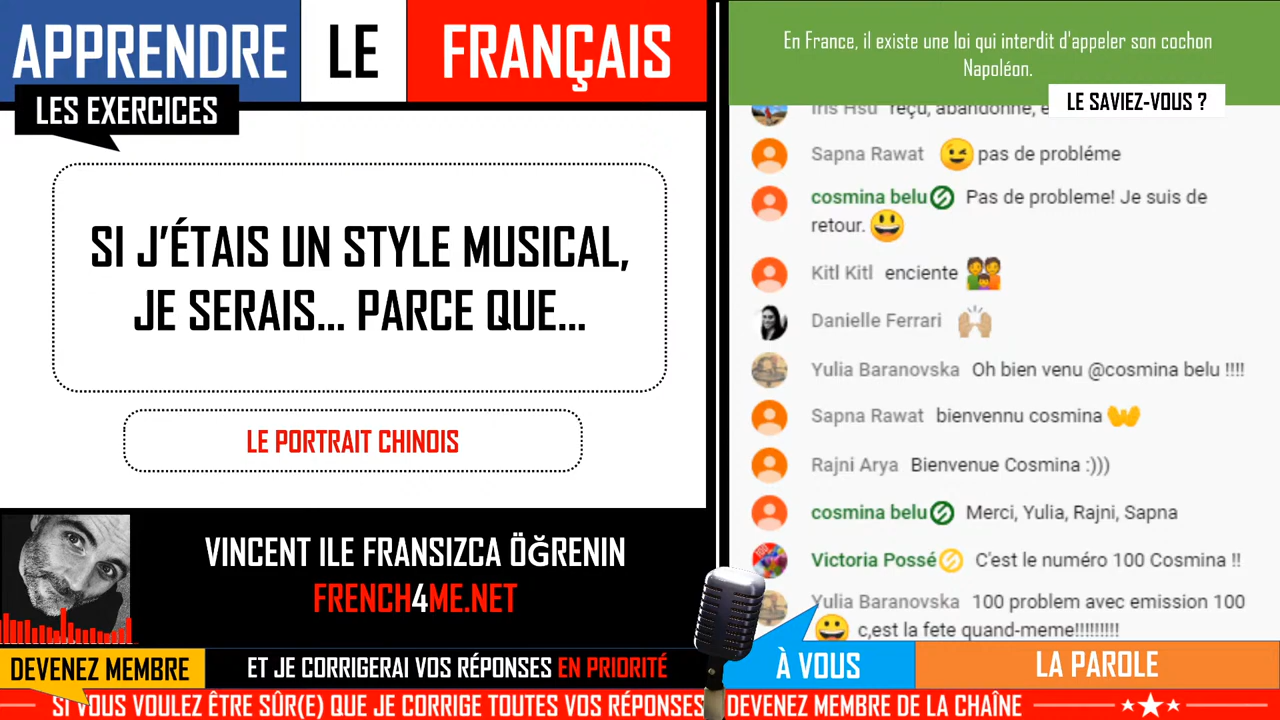 APPRENDRE LE FRANÇAIS
LES EXERCICES
SI J'ÉTAIS UN STYLE MUSICAL,
JE SERAIS... PARCE QUE...
LE PORTRAIT CHINOIS
VINCENT ILE FRANSIZCA ÖĞRENIN
FRENCH4ME.NET
DEVENEZ MEMBRE
ET JE CORRIGERAI VOS RÉPONSES EN PRIORITÉ
En France, il existe une loi qui interdit d'appeler son cochon
Napoléon.
LE SAVIEZ-VOUS ?
Iris Hsu reçu, abandonne, e
Sapna Rawat pas de probléme
cosmina belu Pas de probleme! Je suis de
retour.
Kitl Kitl enciente
Danielle Ferrari
Yulia Baranovska Oh bien venu @cosmina belu !!!!
Sapna Rawat bienvennu cosmina
Rajni Arya Bienvenue Cosmina :)))
cosmina belu Merci, Yulia, Rajni, Sapna
Victoria Possé C'est le numéro 100 Cosmina !!
Yulia Baranovska 100 problem avec emission 100
c,est la fete quand-meme!!!!!!!!!
À VOUS LA PAROLE
SI VOUS VOULEZ ÊTRE SÛR(E) QUE JE CORRIGE TOUTES VOS RÉPONSES DEVENEZ MEMBRE DE LA CHAÎNE